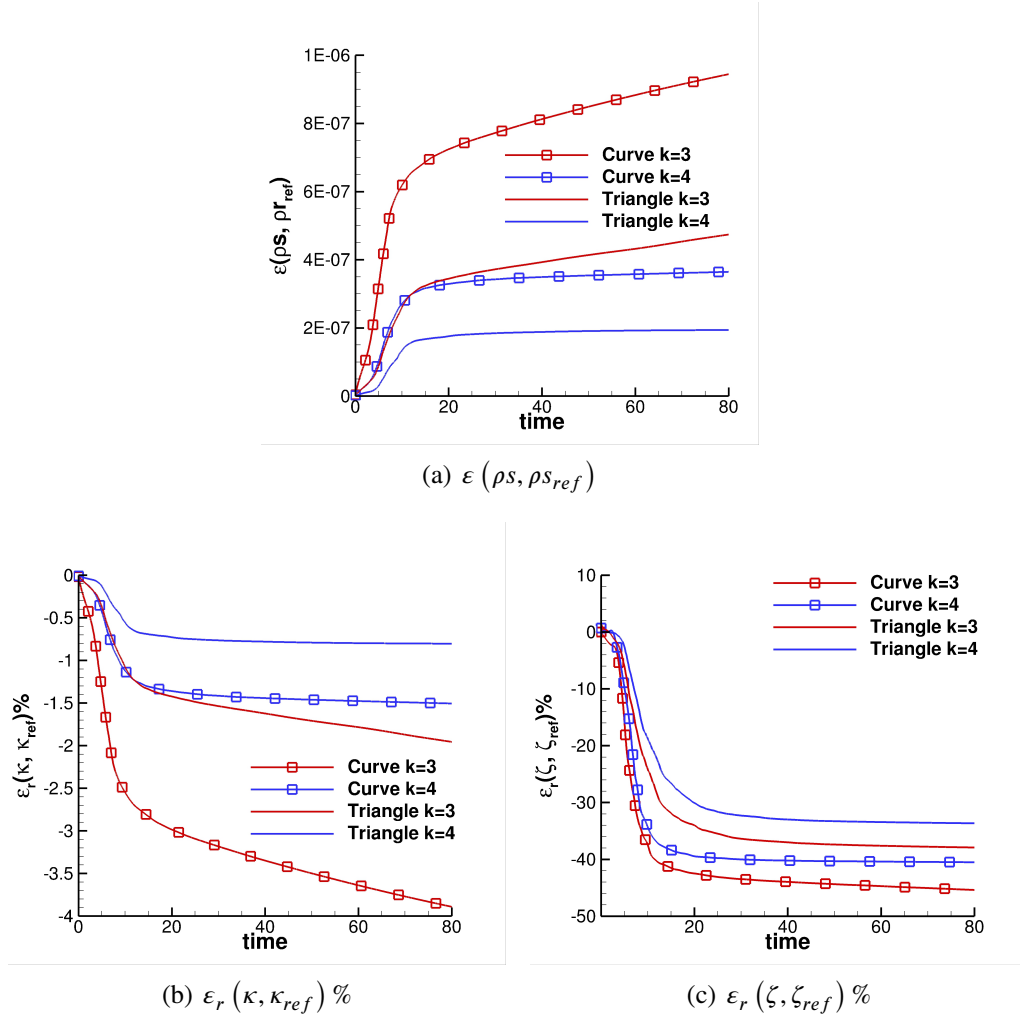 1E-06
8E-07
6E-07
4E-07
2E-07
0
ε(ρs, ρr_ref)
Curve k=3
Curve k=4
Triangle k=3
Triangle k=4
0 20 40 60 80
time
(a) ε (ρs, ρs_ref)
0
-0.5
-1
-1.5
-2
-2.5
-3
-3.5
-4
ε_r(κ, κ_ref)%
Curve k=3
Curve k=4
Triangle k=3
Triangle k=4
0 20 40 60 80
time
(b) ε_r (κ, κ_ref) %
10
0
-10
-20
-30
-40
-50
ε_r(ζ, ζ_ref)%
Curve k=3
Curve k=4
Triangle k=3
Triangle k=4
20 40 60 80
time
(c) ε_r (ζ, ζ_ref) %